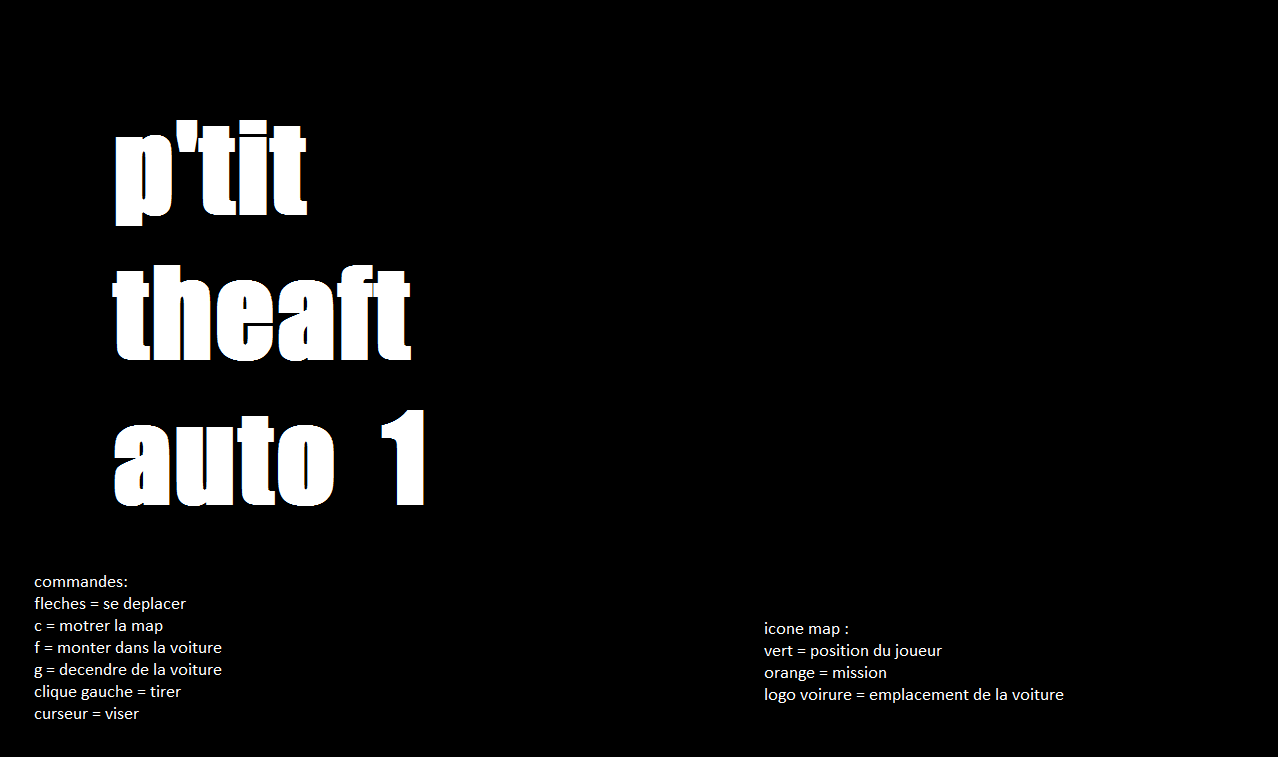 p'tit
theaft
auto 1
commandes:
fleches = se deplacer
c = motrer la map
f = monter dans la voiture
g = decendre de la voiture
clique gauche = tirer
curseur = viser
icone map :
vert = position du joueur
orange = mission
logo voirure = emplacement de la voiture